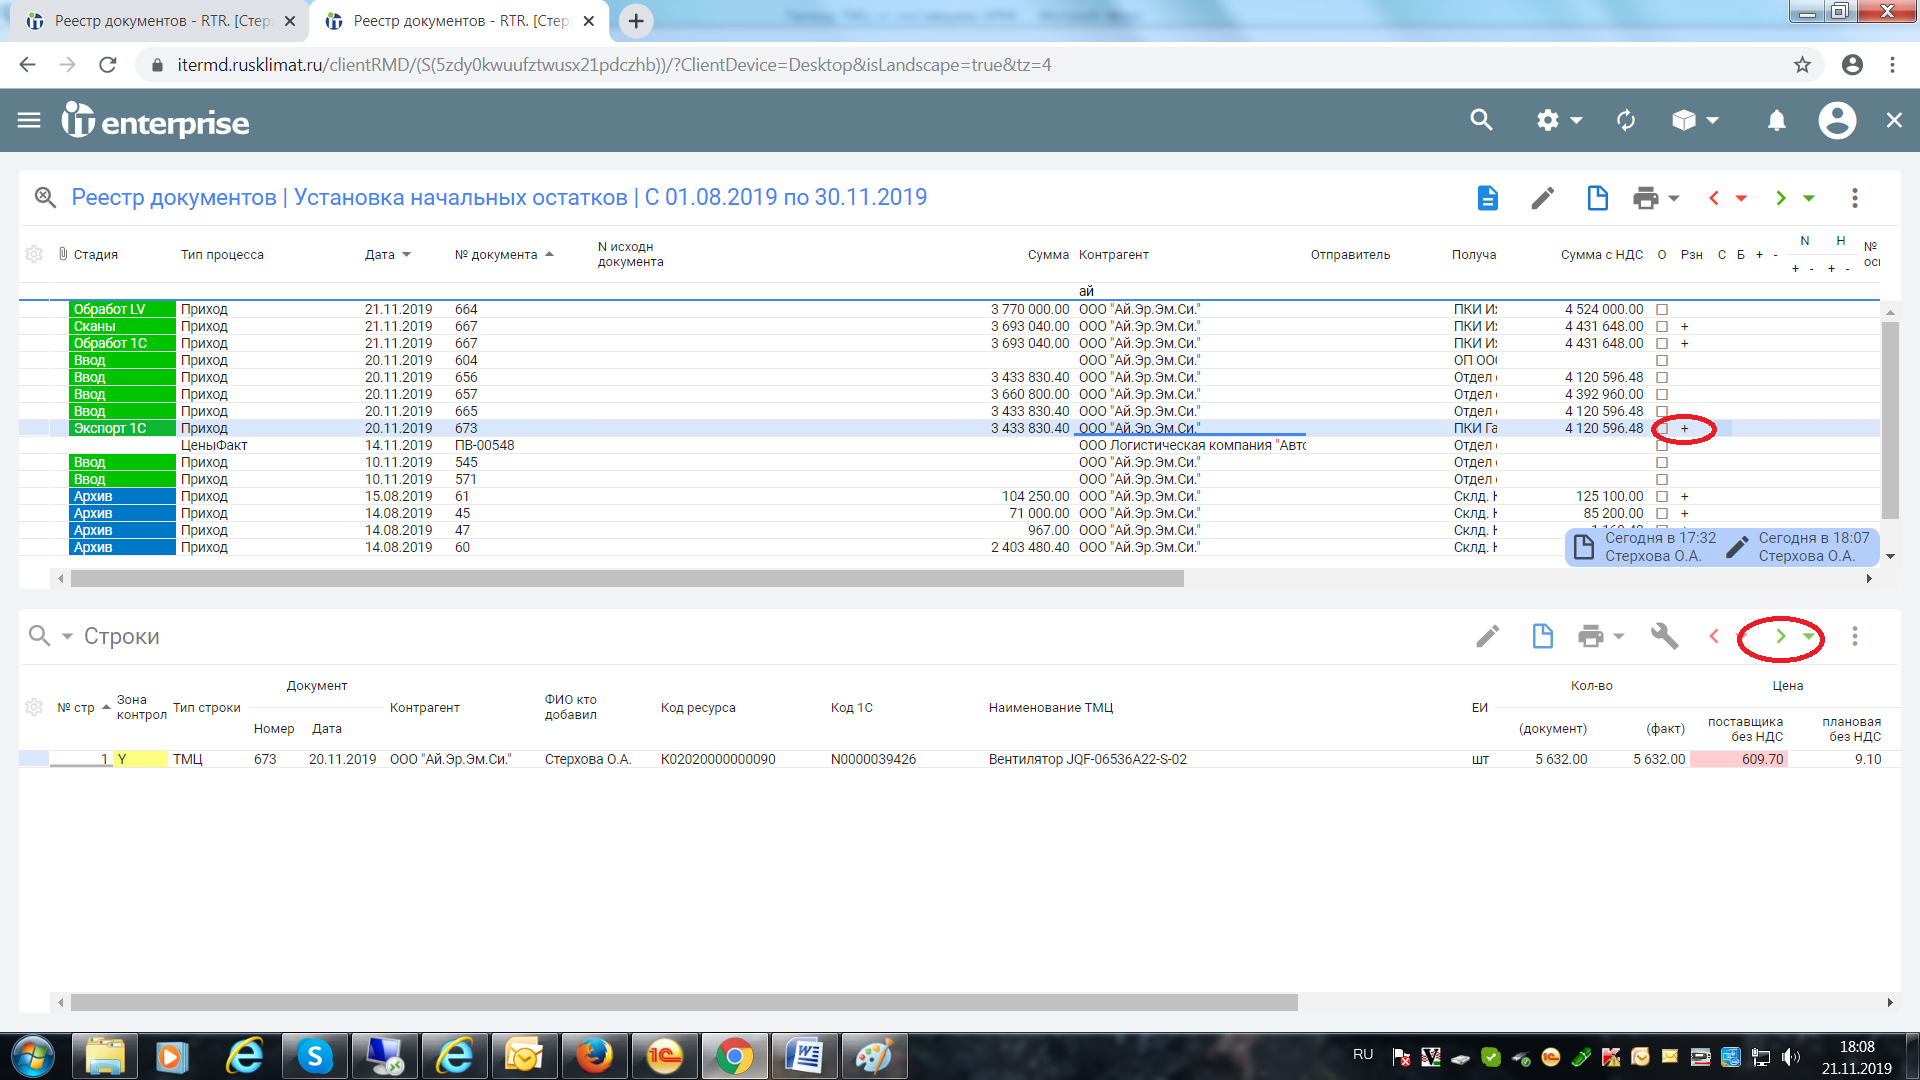 Реестр документов - RTR. [Стер
Реестр документов - RTR. [Стер
itermd.rusklimat.ru/clientRMD/(S(5zdy0kwuufztwusx21pdczhb))/?ClientDevice=Desktop&isLandscape=true&tz=4
it enterprise
Реестр документов | Установка начальных остатков | С 01.08.2019 по 30.11.2019
Стадия Тип процесса Дата № документа N исходн документа Сумма Контрагент Отправитель Получа Сумма с НДС О Рзн С Б + - N H № осн
+ - + -
ай
Обработ LV Приход 21.11.2019 664 3 770 000.00 ООО "Ай.Эр.Эм.Си." ПКИ Иж 4 524 000.00
Сканы Приход 21.11.2019 667 3 693 040.00 ООО "Ай.Эр.Эм.Си." ПКИ Иж 4 431 648.00 +
Обработ 1С Приход 21.11.2019 667 3 693 040.00 ООО "Ай.Эр.Эм.Си." ПКИ Иж 4 431 648.00 +
Ввод Приход 20.11.2019 604 ООО "Ай.Эр.Эм.Си." ОП ООО
Ввод Приход 20.11.2019 656 3 433 830.40 ООО "Ай.Эр.Эм.Си." Отдел 4 120 596.48
Ввод Приход 20.11.2019 657 3 660 800.00 ООО "Ай.Эр.Эм.Си." Отдел 4 392 960.00
Ввод Приход 20.11.2019 665 3 433 830.40 ООО "Ай.Эр.Эм.Си." Отдел 4 120 596.48
Экспорт 1С Приход 20.11.2019 673 3 433 830.40 ООО "Ай.Эр.Эм.Си." ПКИ Га 4 120 596.48 +
ЦеныФакт 14.11.2019 ПВ-00548 ООО Логистическая компания "Авто Отдел
Ввод Приход 10.11.2019 545 ООО "Ай.Эр.Эм.Си." Отдел
Ввод Приход 10.11.2019 571 ООО "Ай.Эр.Эм.Си." Отдел
Архив Приход 15.08.2019 61 104 250.00 ООО "Ай.Эр.Эм.Си." Склд. 125 100.00 +
Архив Приход 14.08.2019 45 71 000.00 ООО "Ай.Эр.Эм.Си." Склд. 85 200.00 +
Архив Приход 14.08.2019 47 967.00 ООО "Ай.Эр.Эм.Си." Склд.
Архив Приход 14.08.2019 60 2 403 480.40 ООО "Ай.Эр.Эм.Си." Склд.
Сегодня в 17:32 Сегодня в 18:07
Стерхова О.А. Стерхова О.А.
Строки
№ стр Зона контрол Тип строки Документ Контрагент ФИО кто добавил Код ресурса Код 1С Наименование ТМЦ ЕИ Кол-во Цена
Номер Дата (документ) (факт) поставщика без НДС плановая без НДС
1 Y ТМЦ 673 20.11.2019 ООО "Ай.Эр.Эм.Си." Стерхова О.А. К02020000000090 N0000039426 Вентилятор JQF-06536A22-S-02 шт 5 632.00 5 632.00 609.70 9.10
RU 18:08
21.11.2019